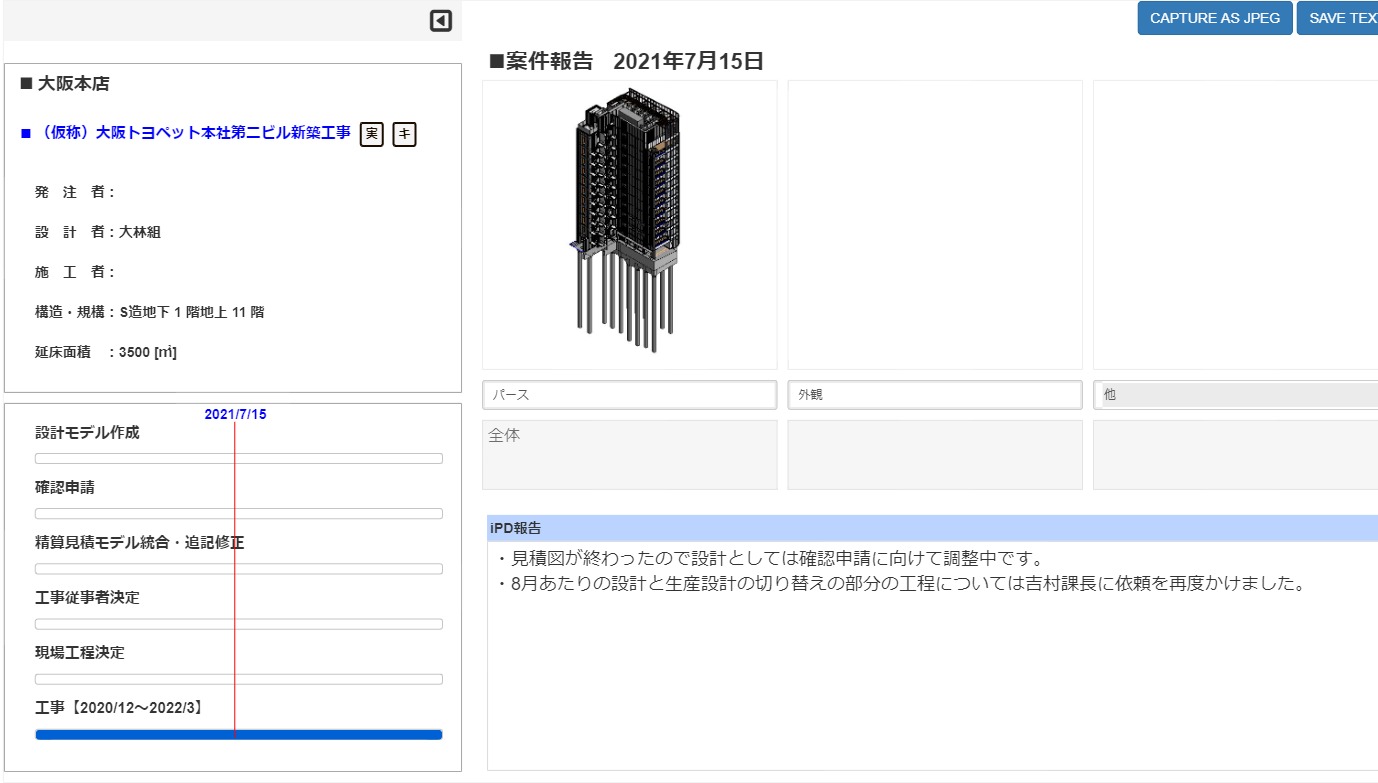 CAPTURE AS JPEG
SAVE TEX
■ 大阪本店
■ （仮称）大阪トヨペット本社第二ビル新築工事 実 キ
発 注 者：
設 計 者：大林組
施 工 者：
構造・規模：S造地下 1 階地上 11 階
延床面積 ：3500 [㎡]
2021/7/15
設計モデル作成
確認申請
精算見積モデル統合・追記修正
工事従事者決定
現場工程決定
工事【2020/12～2022/3】
■案件報告 2021年7月15日
パース
外観
他
全体
iPD報告
・見積図が終わったので設計としては確認申請に向けて調整中です。
・8月あたりの設計と生産設計の切り替えの部分の工程については吉村課長に依頼を再度かけました。